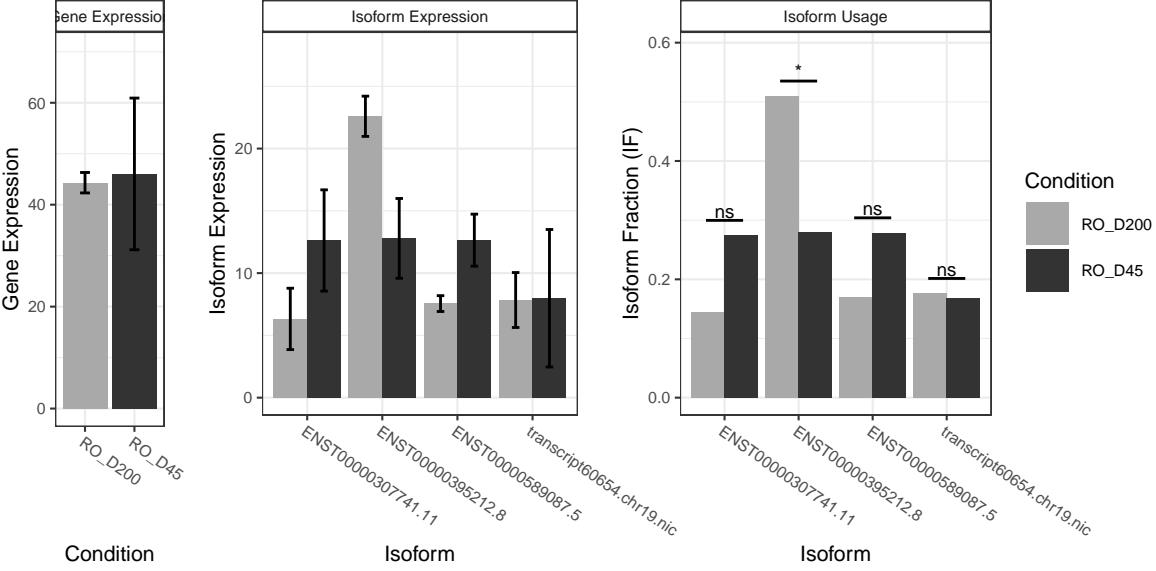 Gene Expression
Gene Expression
0
20
40
60
RO_D200
RO_D45
Condition
Isoform Expression
Isoform Expression
0
10
20
ENST00000307741.11
ENST00000395212.8
ENST00000589087.5
transcript60654.chr19.nic
Isoform
Isoform Usage
Isoform Fraction (IF)
0.0
0.2
0.4
0.6
ns
*
ns
ns
ENST00000307741.11
ENST00000395212.8
ENST00000589087.5
transcript60654.chr19.nic
Isoform
Condition
RO_D200
RO_D45